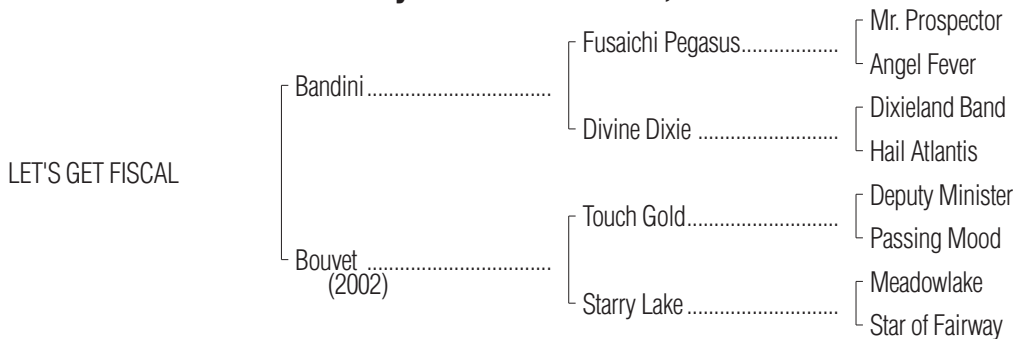 Mr. Prospector
Fusaichi Pegasus..................
Angel Fever
Bandini .................................
Dixieland Band
Divine Dixie ..........................
Hail Atlantis
LET'S GET FISCAL
Deputy Minister
Touch Gold............................
Passing Mood
Bouvet .................................
(2002)
Meadowlake
Starry Lake...........................
Star of Fairway